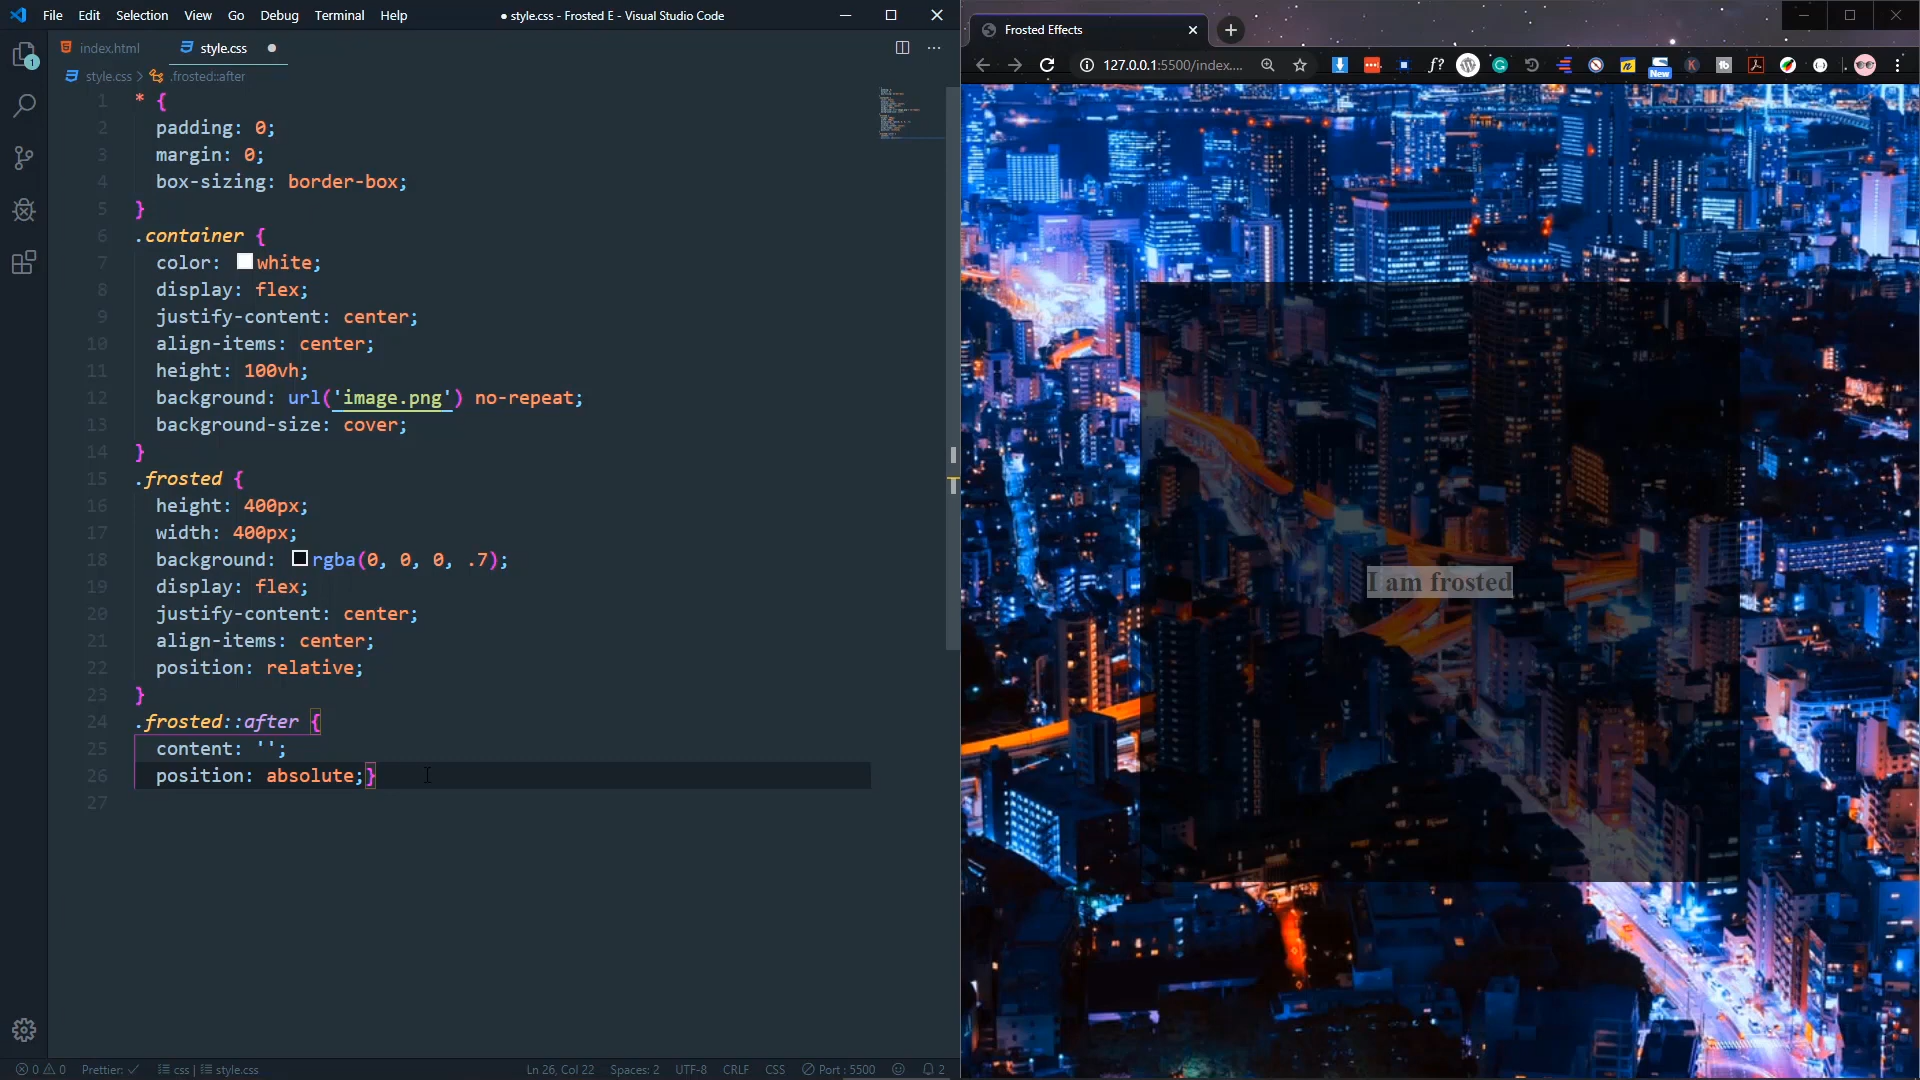 File Edit Selection View Go Debug Terminal Help
● style.css - Frosted E - Visual Studio Code
index.html style.css ●
style.css > .frosted::after
1 * {
2 padding: 0;
3 margin: 0;
4 box-sizing: border-box;
5 }
6 .container {
7 color: white;
8 display: flex;
9 justify-content: center;
10 align-items: center;
11 height: 100vh;
12 background: url('image.png') no-repeat;
13 background-size: cover;
14 }
15 .frosted {
16 height: 400px;
17 width: 400px;
18 background: rgba(0, 0, 0, .7);
19 display: flex;
20 justify-content: center;
21 align-items: center;
22 position: relative;
23 }
24 .frosted::after {
25 content: '';
26 position: absolute;}
27
1
0 0 Prettier: ✓ css | style.css Ln 26, Col 22 Spaces: 2 UTF-8 CRLF CSS Port : 5500 2
Frosted Effects
127.0.0.1:5500/index....
f?
New
I am frosted